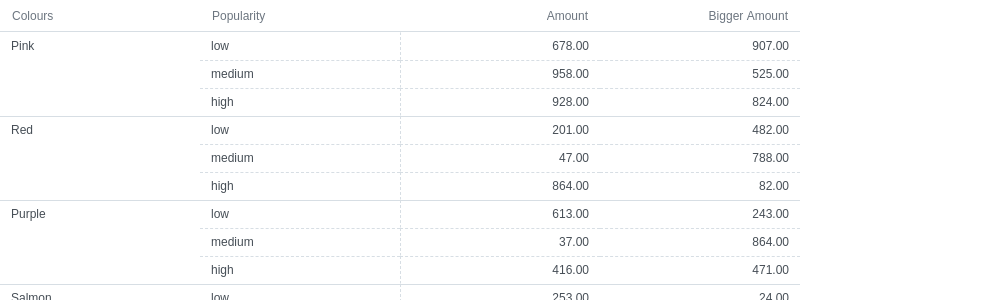 Colours Popularity Amount Bigger Amount
Pink low 678.00 907.00
medium 958.00 525.00
high 928.00 824.00
Red low 201.00 482.00
medium 47.00 788.00
high 864.00 82.00
Purple low 613.00 243.00
medium 37.00 864.00
high 416.00 471.00
Salmon low 253.00 24.00